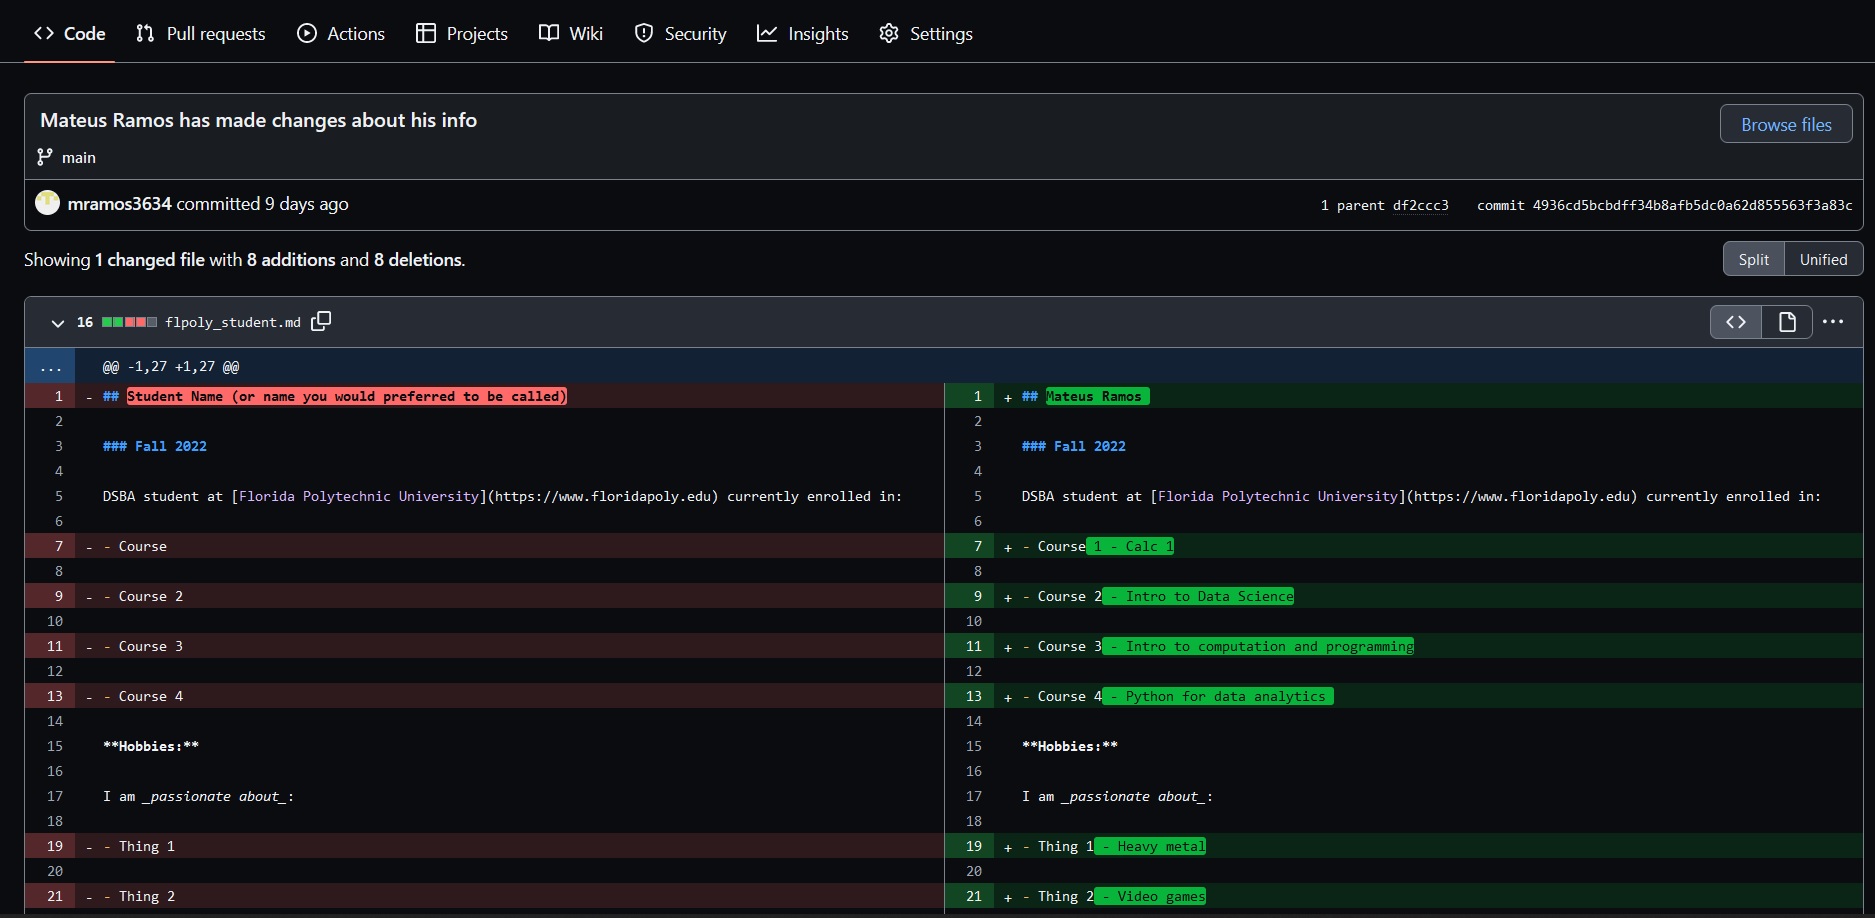 Code Pull requests Actions Projects Wiki Security Insights Settings
Mateus Ramos has made changes about his info
Browse files
main
mramos3634 committed 9 days ago
1 parent df2ccc3 commit 4936cd5bcbdff34b8afb5dc0a62d855563f3a83c
Showing 1 changed file with 8 additions and 8 deletions.
Split Unified
16 flpoly_student.md
... @@ -1,27 +1,27 @@
1 - ## Student Name (or name you would preferred to be called)
2
3 ### Fall 2022
4
5 DSBA student at [Florida Polytechnic University](https://www.floridapoly.edu) currently enrolled in:
6
7 - - Course
8
9 - - Course 2
10
11 - - Course 3
12
13 - - Course 4
14
15 **Hobbies:**
16
17 I am _passionate about_:
18
19 - - Thing 1
20
21 - - Thing 2
1 + ## Mateus Ramos
2
3 ### Fall 2022
4
5 DSBA student at [Florida Polytechnic University](https://www.floridapoly.edu) currently enrolled in:
6
7 + - Course 1 - Calc 1
8
9 + - Course 2 - Intro to Data Science
10
11 + - Course 3 - Intro to computation and programming
12
13 + - Course 4 - Python for data analytics
14
15 **Hobbies:**
16
17 I am _passionate about_:
18
19 + - Thing 1 - Heavy metal
20
21 + - Thing 2 - Video games